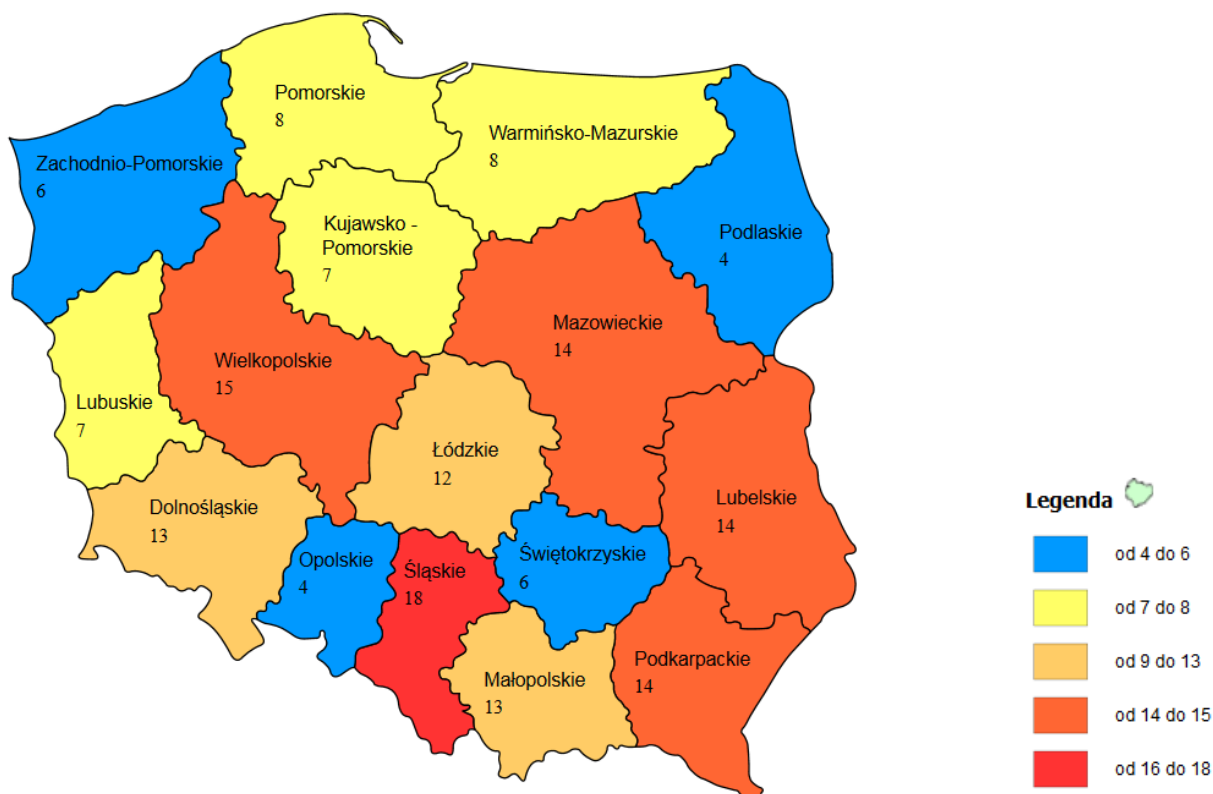 Pomorskie
8
Warmińsko-Mazurskie
8
Zachodnio-Pomorskie
6
Kujawsko -
Pomorskie
7
Podlaskie
4
Mazowieckie
14
Wielkopolskie
15
Lubuskie
7
Łódzkie
12
Lubelskie
14
Dolnośląskie
13
Opolskie
4
Śląskie
18
Świętokrzyskie
6
Podkarpackie
14
Małopolskie
13
Legenda
od 4 do 6
od 7 do 8
od 9 do 13
od 14 do 15
od 16 do 18